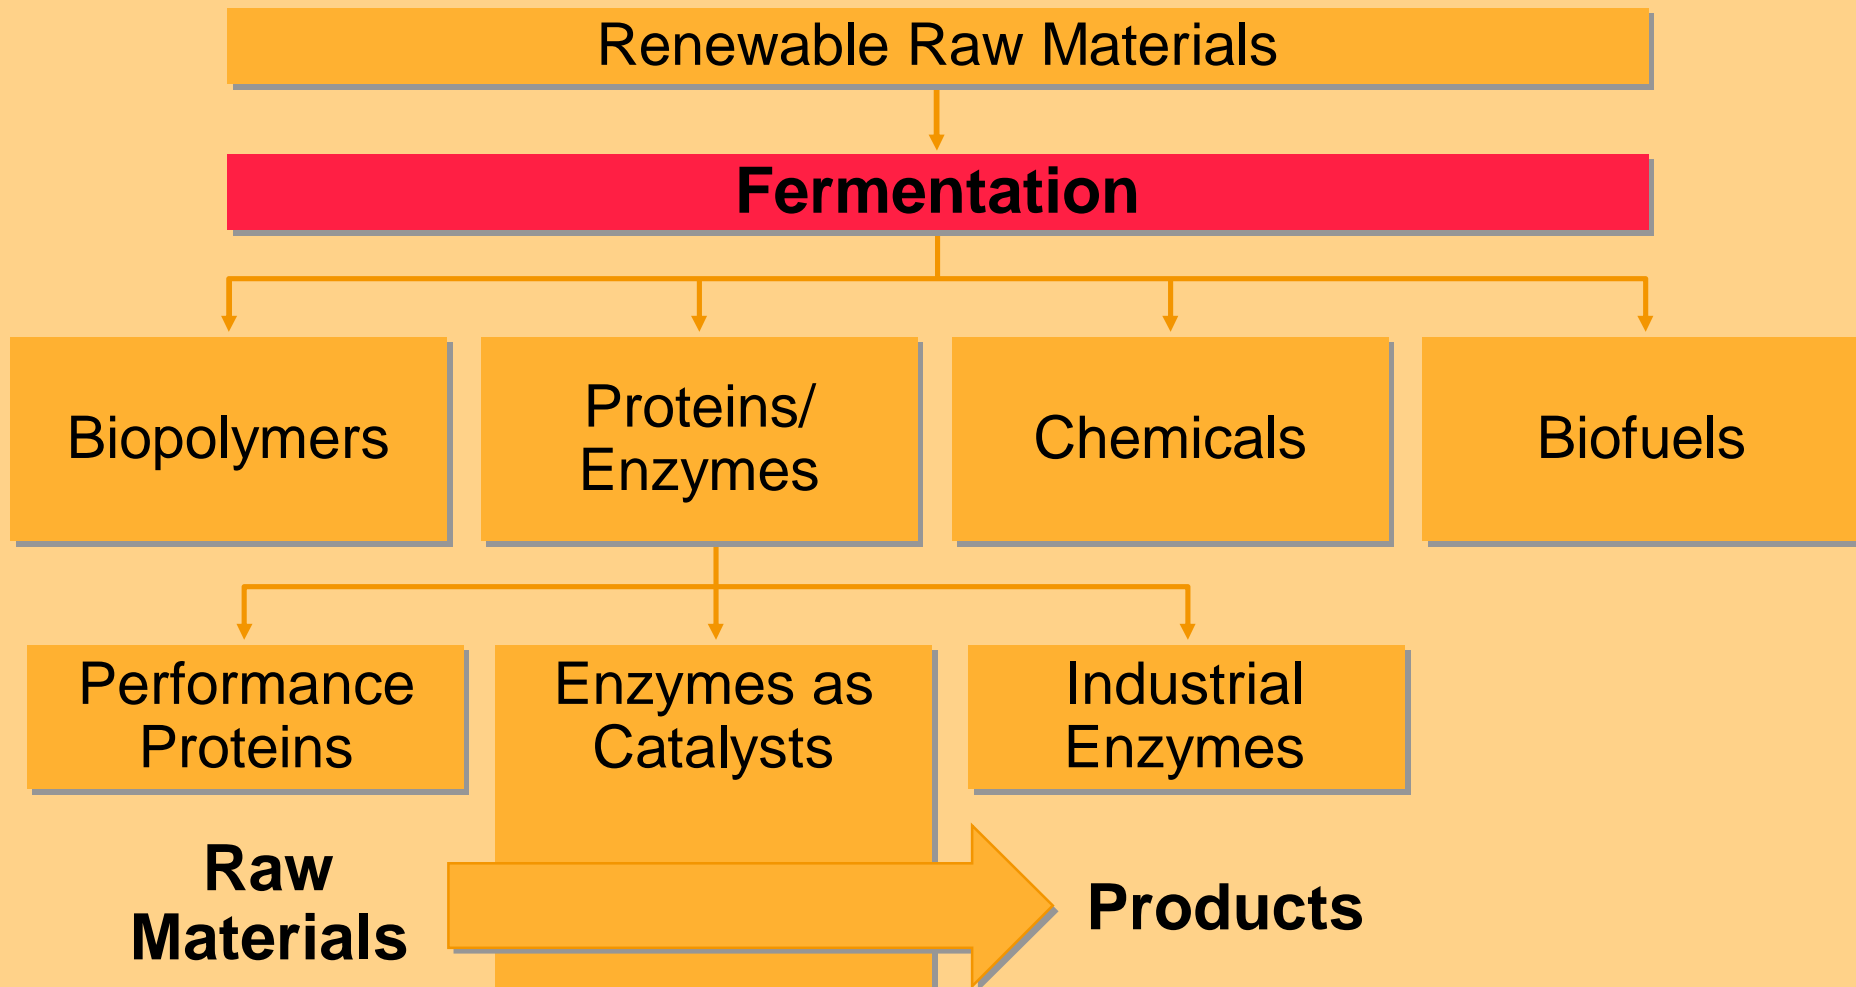 Renewable Raw Materials
Fermentation
Biopolymers
Proteins/
Enzymes
Chemicals
Biofuels
Performance
Proteins
Enzymes as
Catalysts
Industrial
Enzymes
Raw
Materials
Products